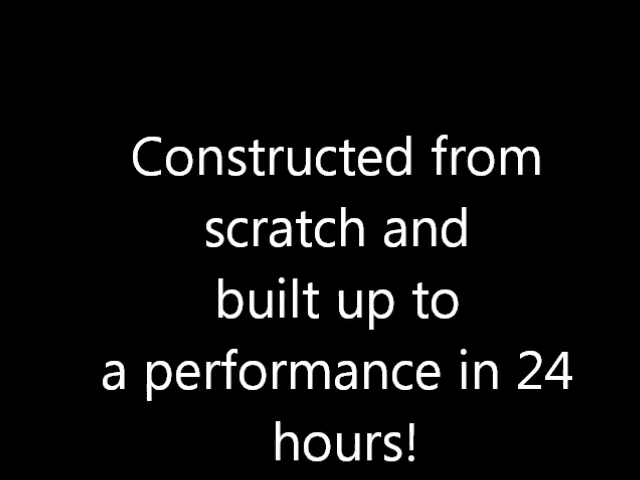 Constructed from
scratch and
built up to
a performance in 24
hours!